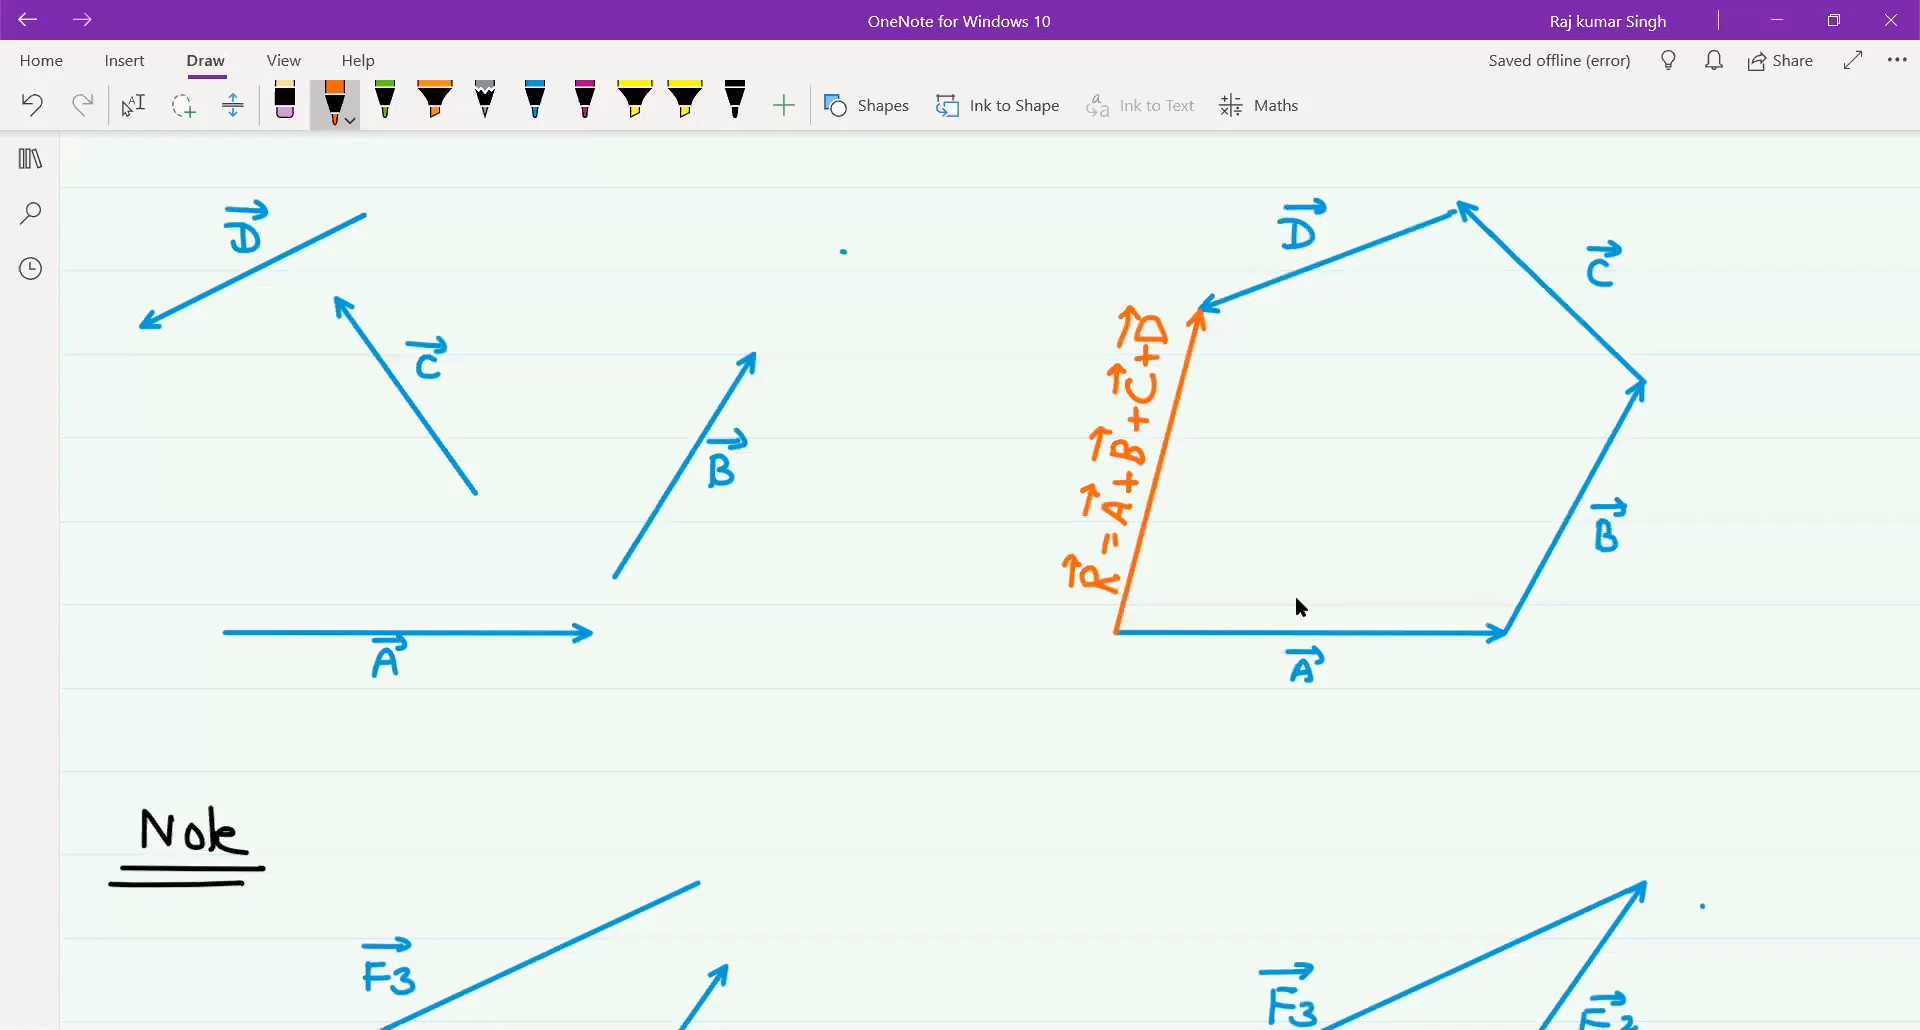 OneNote for Windows 10
Raj kumar Singh
Home Insert Draw View Help
Saved offline (error)
Share
Shapes
Ink to Shape
Ink to Text
Maths
D
C
B
A
D
C
B
A
R = A + B + C + D
Note
F3
F3
F2